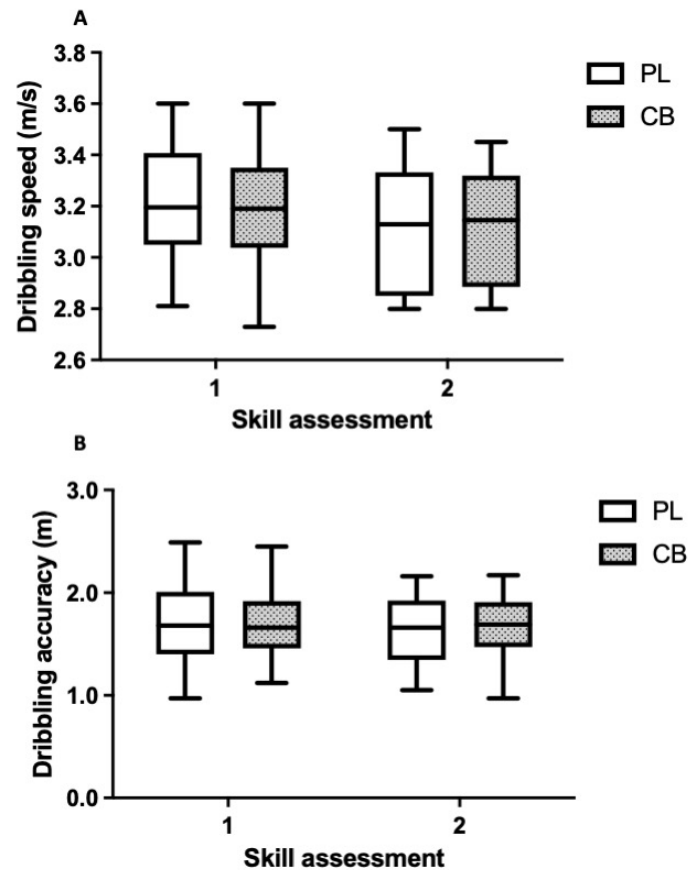 A
Dribbling speed (m/s)
3.8
3.6
3.4
3.2
3.0
2.8
2.6
1 2
Skill assessment
PL
CB
B
Dribbling accuracy (m)
3.0
2.0
1.0
0.0
1 2
Skill assessment
PL
CB